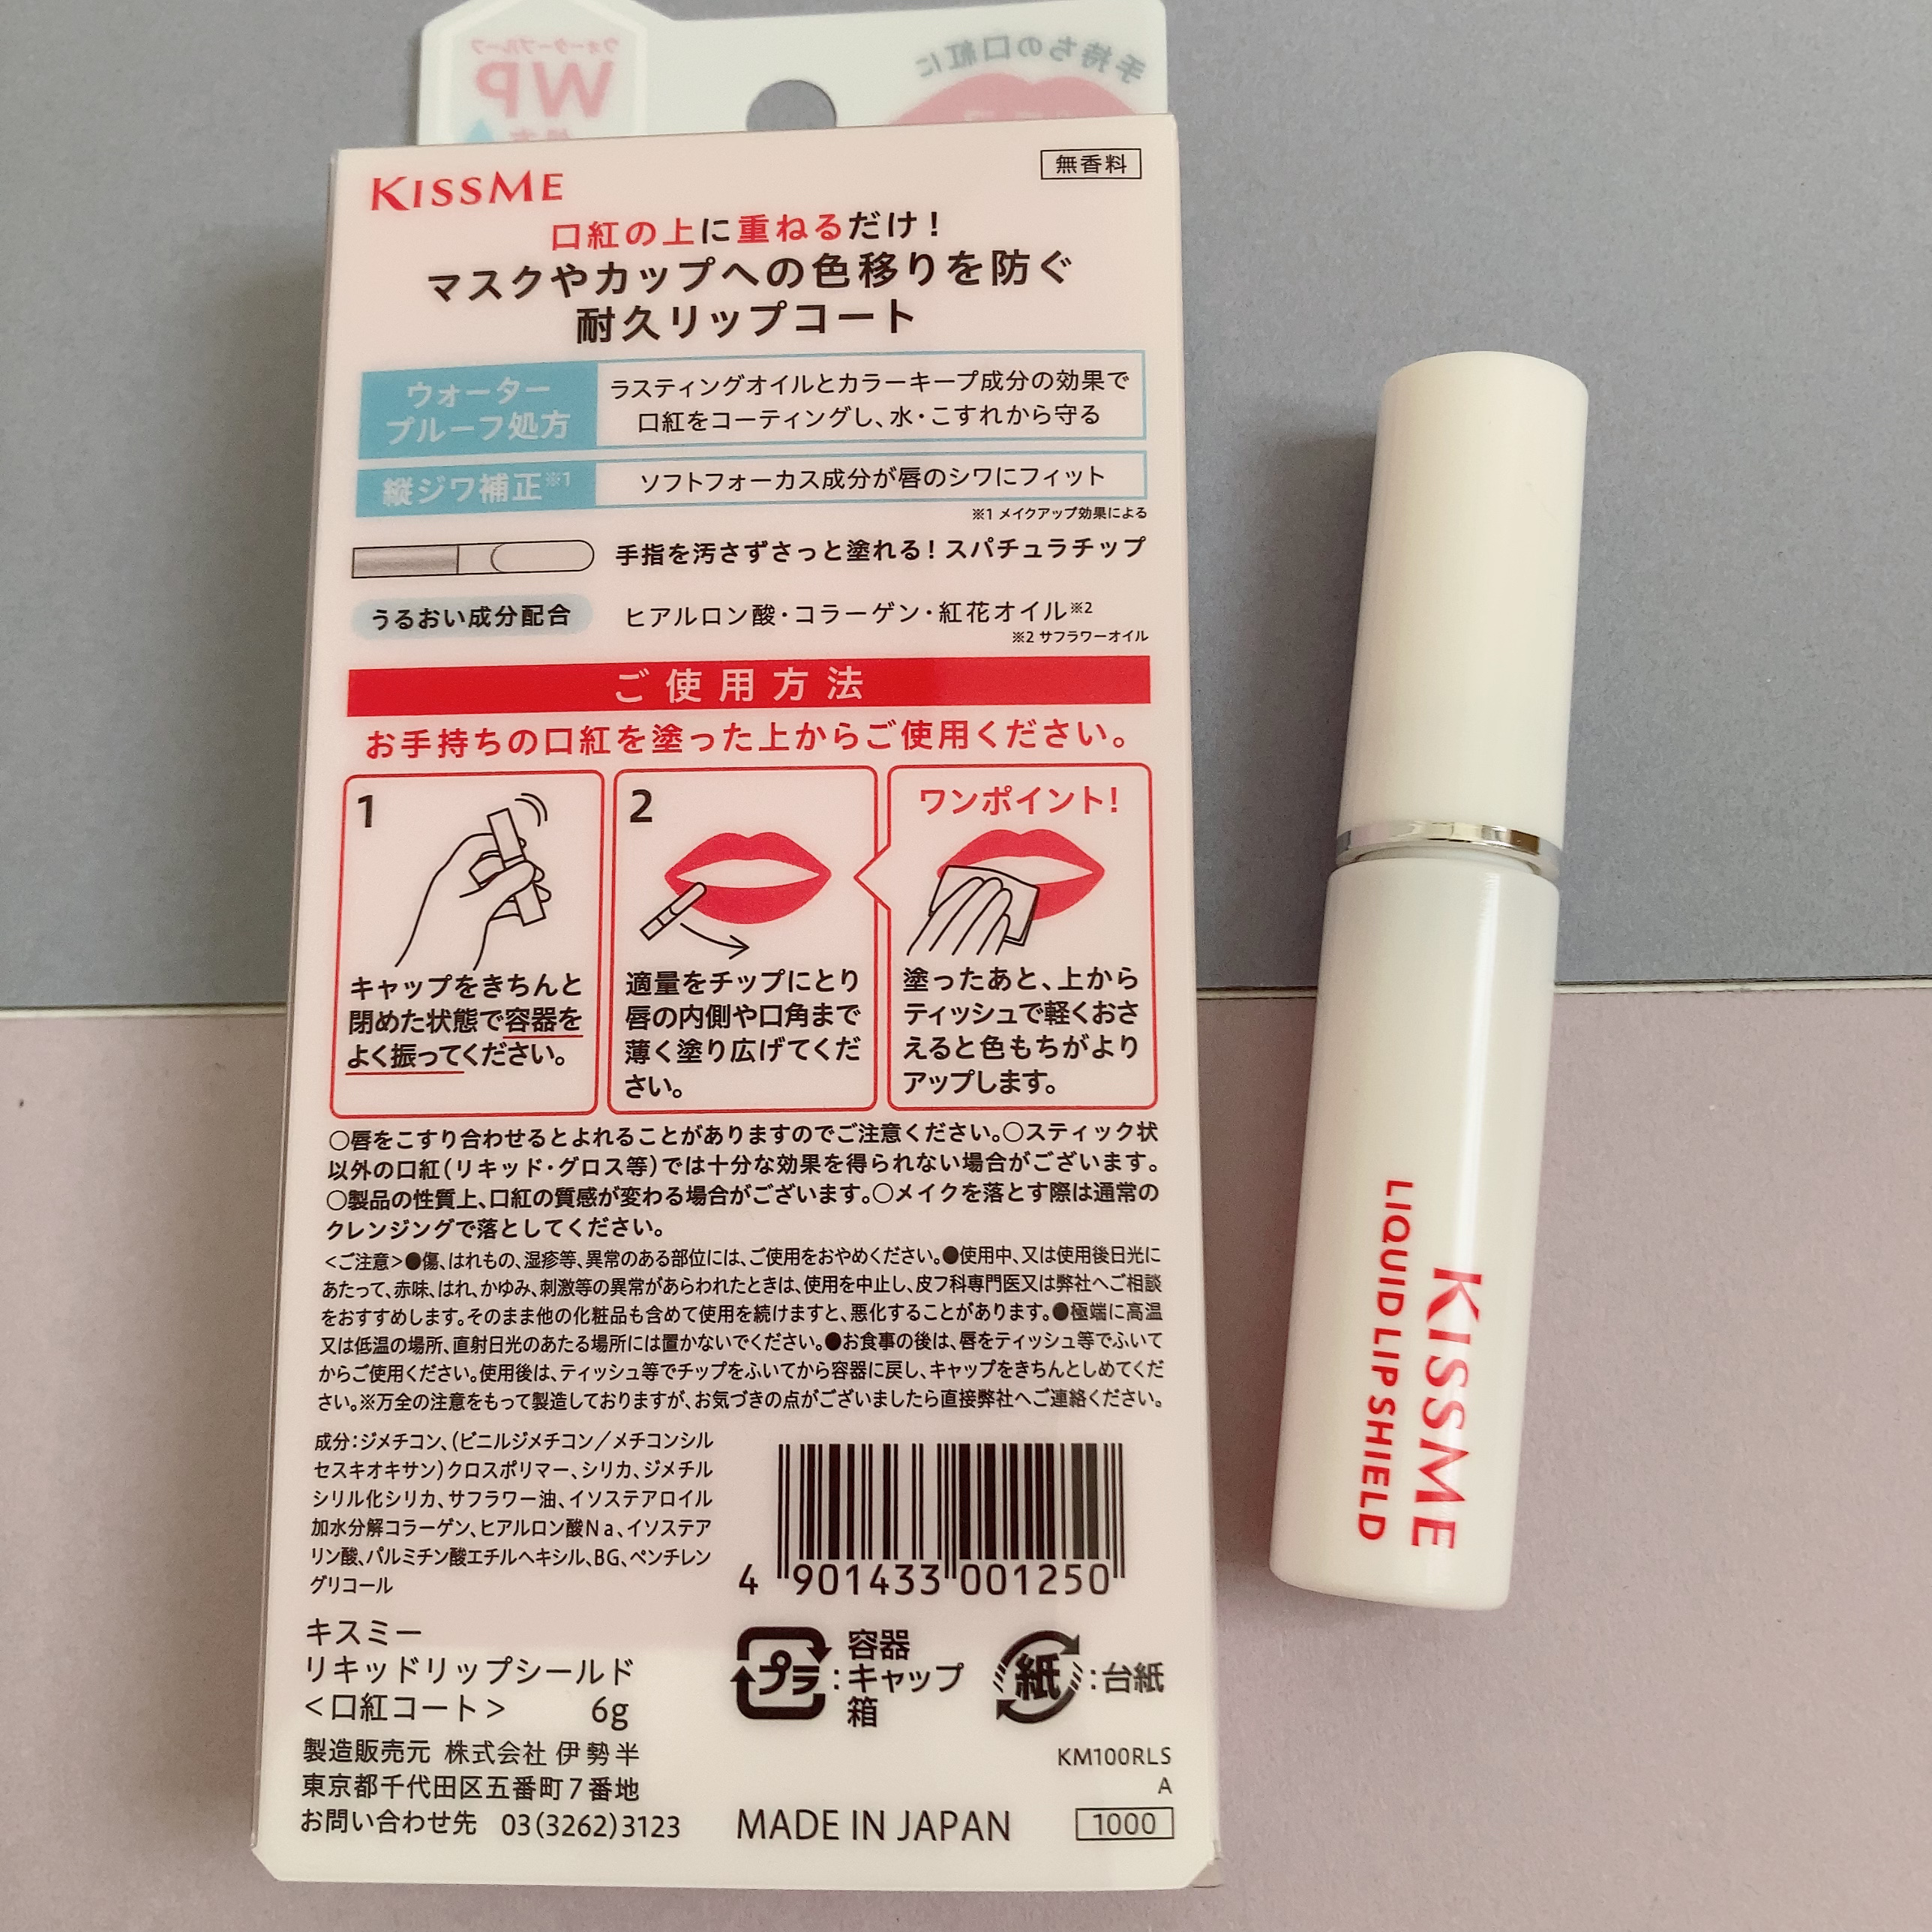 手持ちの口紅に
ウォータープルーフ
WP
KISSME
無香料
口紅の上に重ねるだけ!
マスクやカップへの色移りを防ぐ
耐久リップコート
ウォーター
プルーフ処方
ラスティングオイルとカラーキープ成分の効果で
口紅をコーティングし、水・こすれから守る
縦ジワ補正※1
ソフトフォーカス成分が唇のシワにフィット
※1 メイクアップ効果による
手指を汚さずさっと塗れる!スパチュラチップ
うるおい成分配合
ヒアルロン酸・コラーゲン・紅花オイル※2
※2 サフラワーオイル
ご使用方法
お手持ちの口紅を塗った上からご使用ください。
1
キャップをきちんと
閉めた状態で容器を
よく振ってください。
2
適量をチップにとり
唇の内側や口角まで
薄く塗り広げてくだ
さい。
ワンポイント!
塗ったあと、上から
ティッシュで軽くおさ
えると色もちがより
アップします。
○唇をこすり合わせるとよれることがありますのでご注意ください。○スティック状
以外の口紅(リキッド・グロス等)では十分な効果を得られない場合がございます。
○製品の性質上、口紅の質感が変わる場合がございます。○メイクを落とす際は通常の
クレンジングで落としてください。
<ご注意>●傷、はれもの、湿疹等、異常のある部位には、ご使用をおやめください。●使用中、又は使用後日光に
あたって、赤味、はれ、かゆみ、刺激等の異常があらわれたときは、使用を中止し、皮フ科専門医又は弊社へご相談
をおすすめします。そのまま他の化粧品も含めて使用を続けますと、悪化することがあります。●極端に高温
又は低温の場所、直射日光のあたる場所には置かないでください。●お食事の後は、唇をティッシュ等でふいて
からご使用ください。使用後は、ティッシュ等でチップをふいてから容器に戻し、キャップをきちんとしめてくだ
さい。※万全の注意をもって製造しておりますが、お気づきの点がございましたら直接弊社へご連絡ください。
成分:ジメチコン、(ビニルジメチコン/メチコンシル
セスキオキサン)クロスポリマー、シリカ、ジメチル
シリル化シリカ、サフラワー油、イソステアロイル
加水分解コラーゲン、ヒアルロン酸Na、イソステア
リン酸、パルミチン酸エチルヘキシル、BG、ペンチレン
グリコール
4 901433 001250
キスミー
リキッドリップシールド
<口紅コート> 6g
プラ:容器
キャップ
箱
紙:台紙
製造販売元 株式会社 伊勢半
東京都千代田区五番町7番地
お問い合わせ先 03(3262)3123
KM100RLS
A
MADE IN JAPAN
1000
KISSME
LIQUID LIP SHIELD